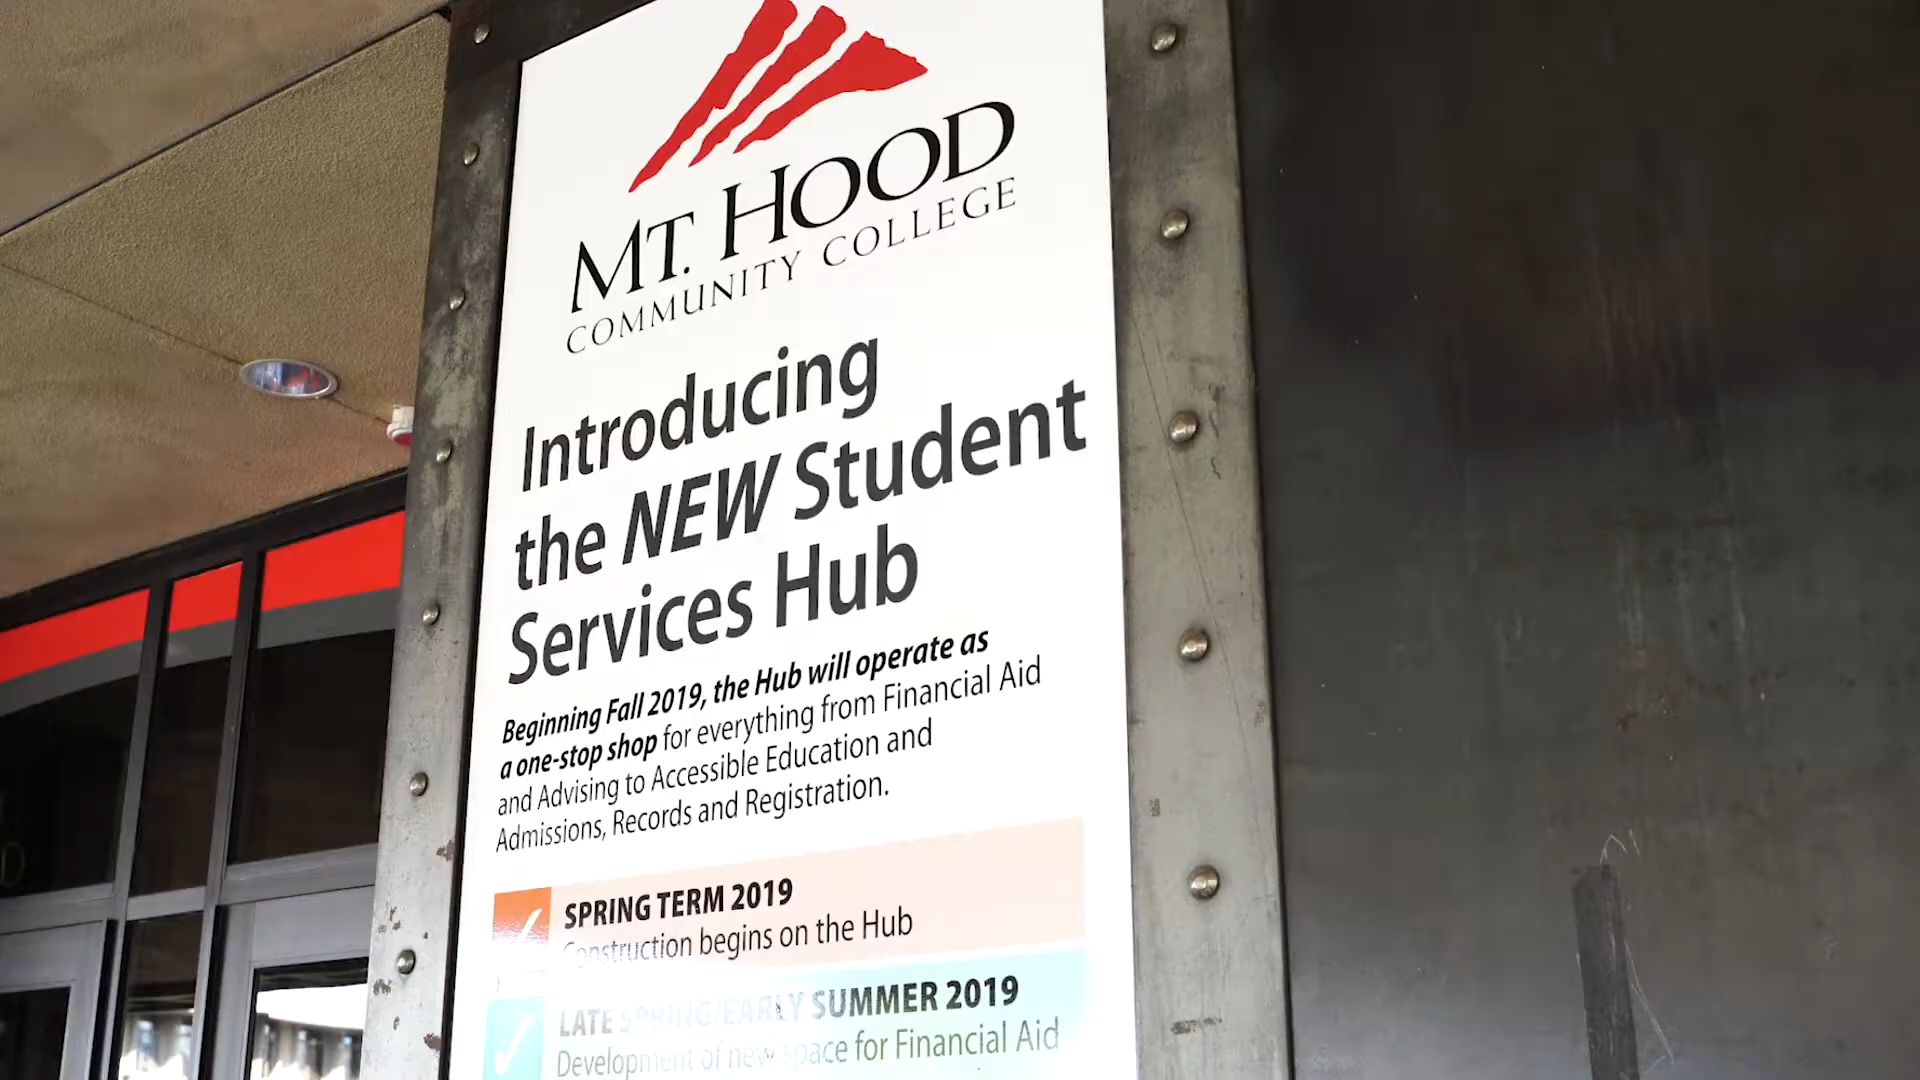 MT. HOOD
COMMUNITY COLLEGE
Introducing
the NEW Student
Services Hub
Beginning Fall 2019, the Hub will operate as
a one-stop shop for everything from Financial Aid
and Advising to Accessible Education and
Admissions, Records and Registration.
SPRING TERM 2019
Construction begins on the Hub
LATE SPRING/EARLY SUMMER 2019
Development of new space for Financial Aid